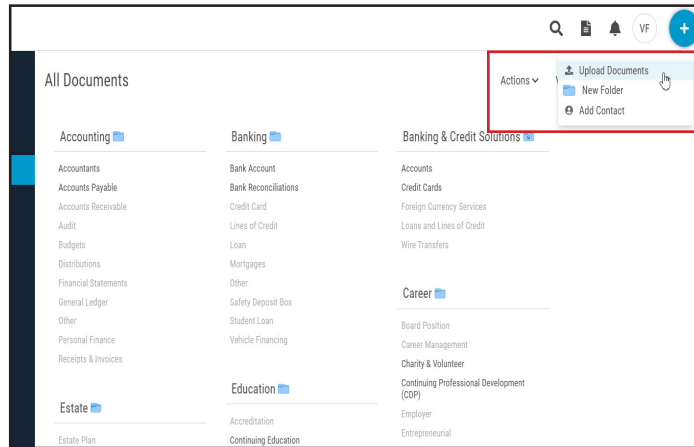 VF
+
All Documents
Actions
Upload Documents
New Folder
Add Contact
Accounting
Accountants
Accounts Payable
Accounts Receivable
Audit
Budgets
Distributions
Financial Statements
General Ledger
Other
Personal Finance
Receipts & Invoices
Estate
Estate Plan
Banking
Bank Account
Bank Reconciliations
Credit Card
Lines of Credit
Loan
Mortgages
Other
Safety Deposit Box
Student Loan
Vehicle Financing
Education
Accreditation
Continuing Education
Banking & Credit Solutions
Accounts
Credit Cards
Foreign Currency Services
Loans and Lines of Credit
Wire Transfers
Career
Board Position
Career Management
Charity & Volunteer
Continuing Professional Development
(CDP)
Employer
Entrepreneurial